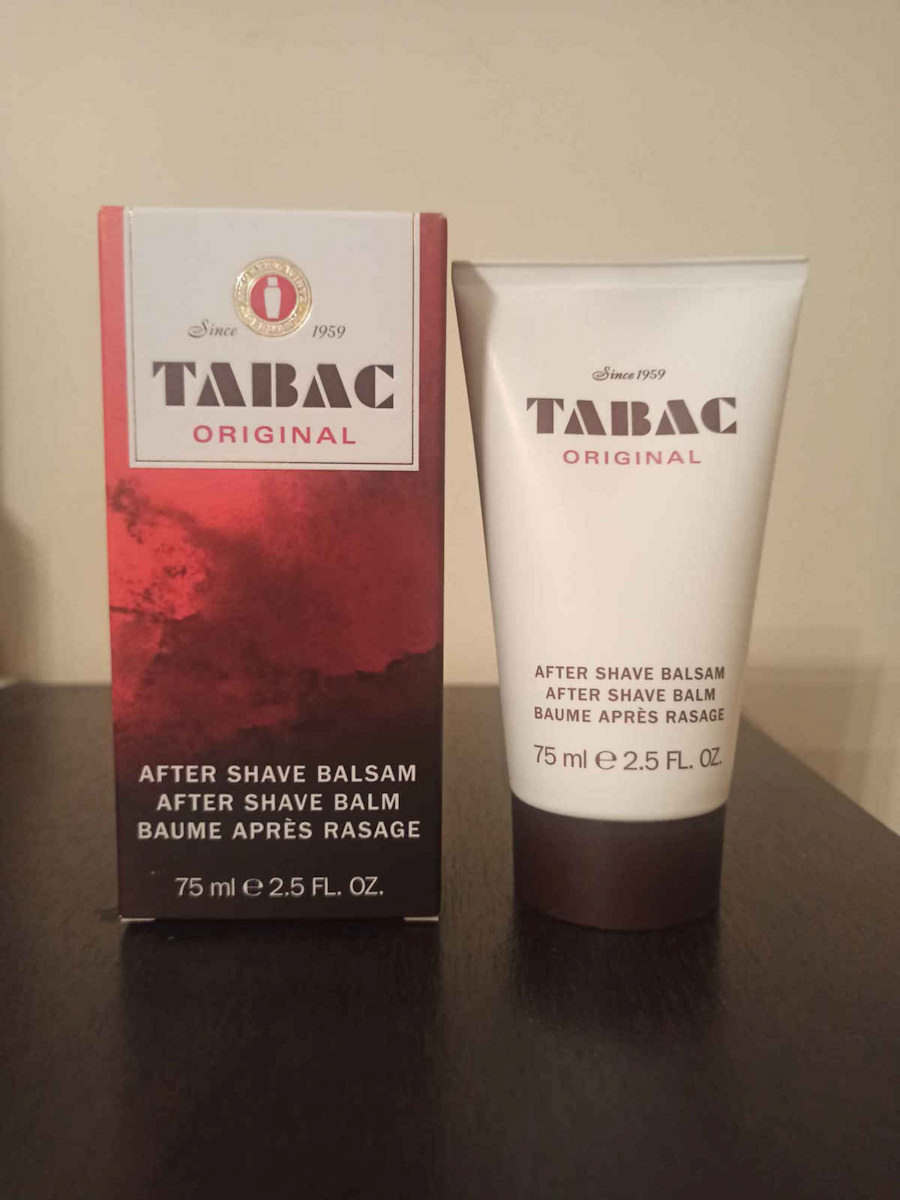 Since 1959
TABAC
ORIGINAL
AFTER SHAVE BALSAM
AFTER SHAVE BALM
BAUME APRÈS RASAGE
75 ml ℮ 2.5 FL. OZ.
Since 1959
TABAC
ORIGINAL
AFTER SHAVE BALSAM
AFTER SHAVE BALM
BAUME APRÈS RASAGE
75 ml ℮ 2.5 FL. OZ.